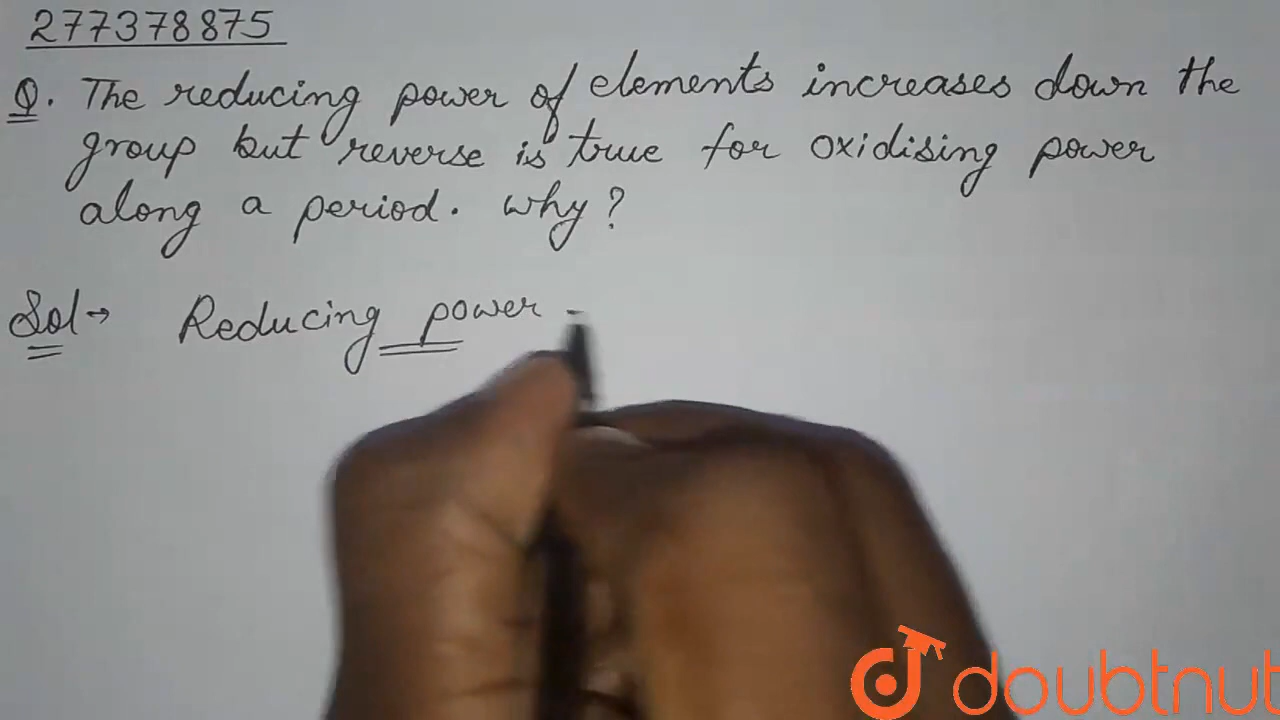 277378875
Q. The reducing power of elements increases down the
group but reverse is true for oxidising power
along a period. why?
Sol→ Reducing power -
doubtnut